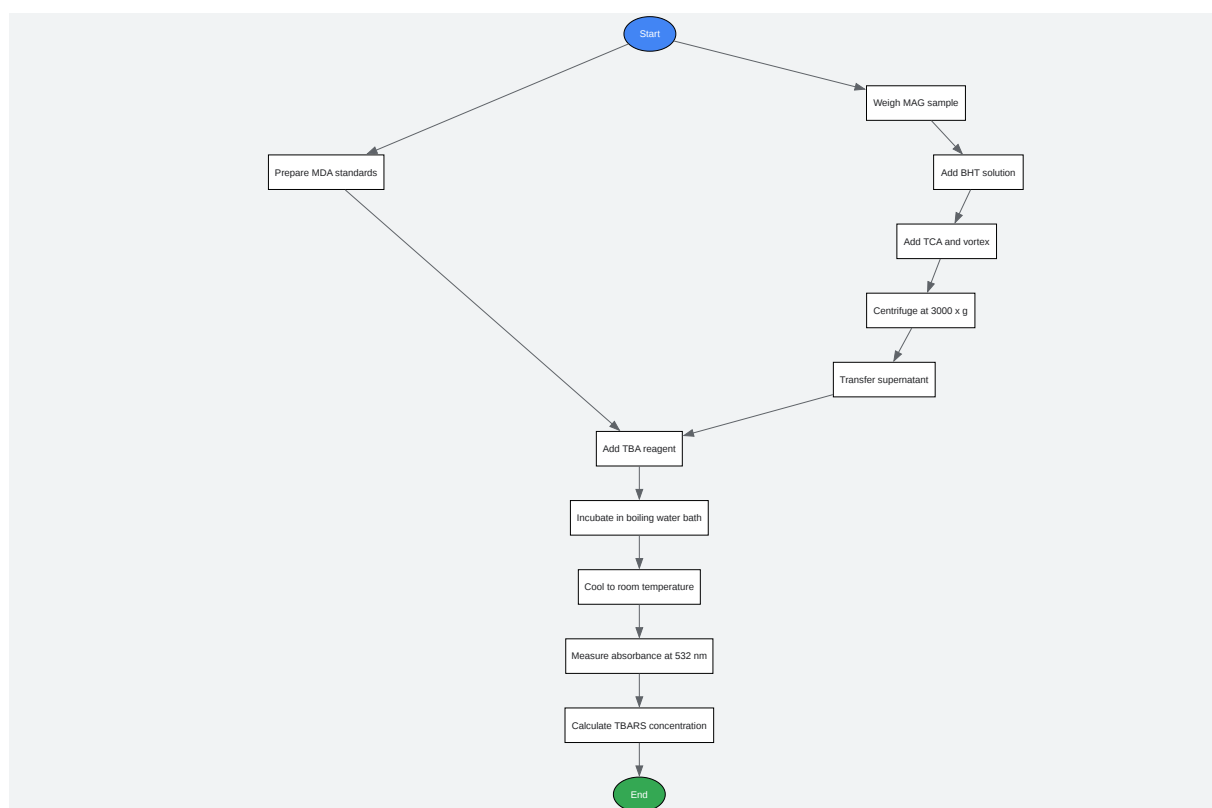 Start
Weigh MAG sample
Prepare MDA standards
Add BHT solution
Add TCA and vortex
Centrifuge at 3000 x g
Transfer supernatant
Add TBA reagent
Incubate in boiling water bath
Cool to room temperature
Measure absorbance at 532 nm
Calculate TBARS concentration
End